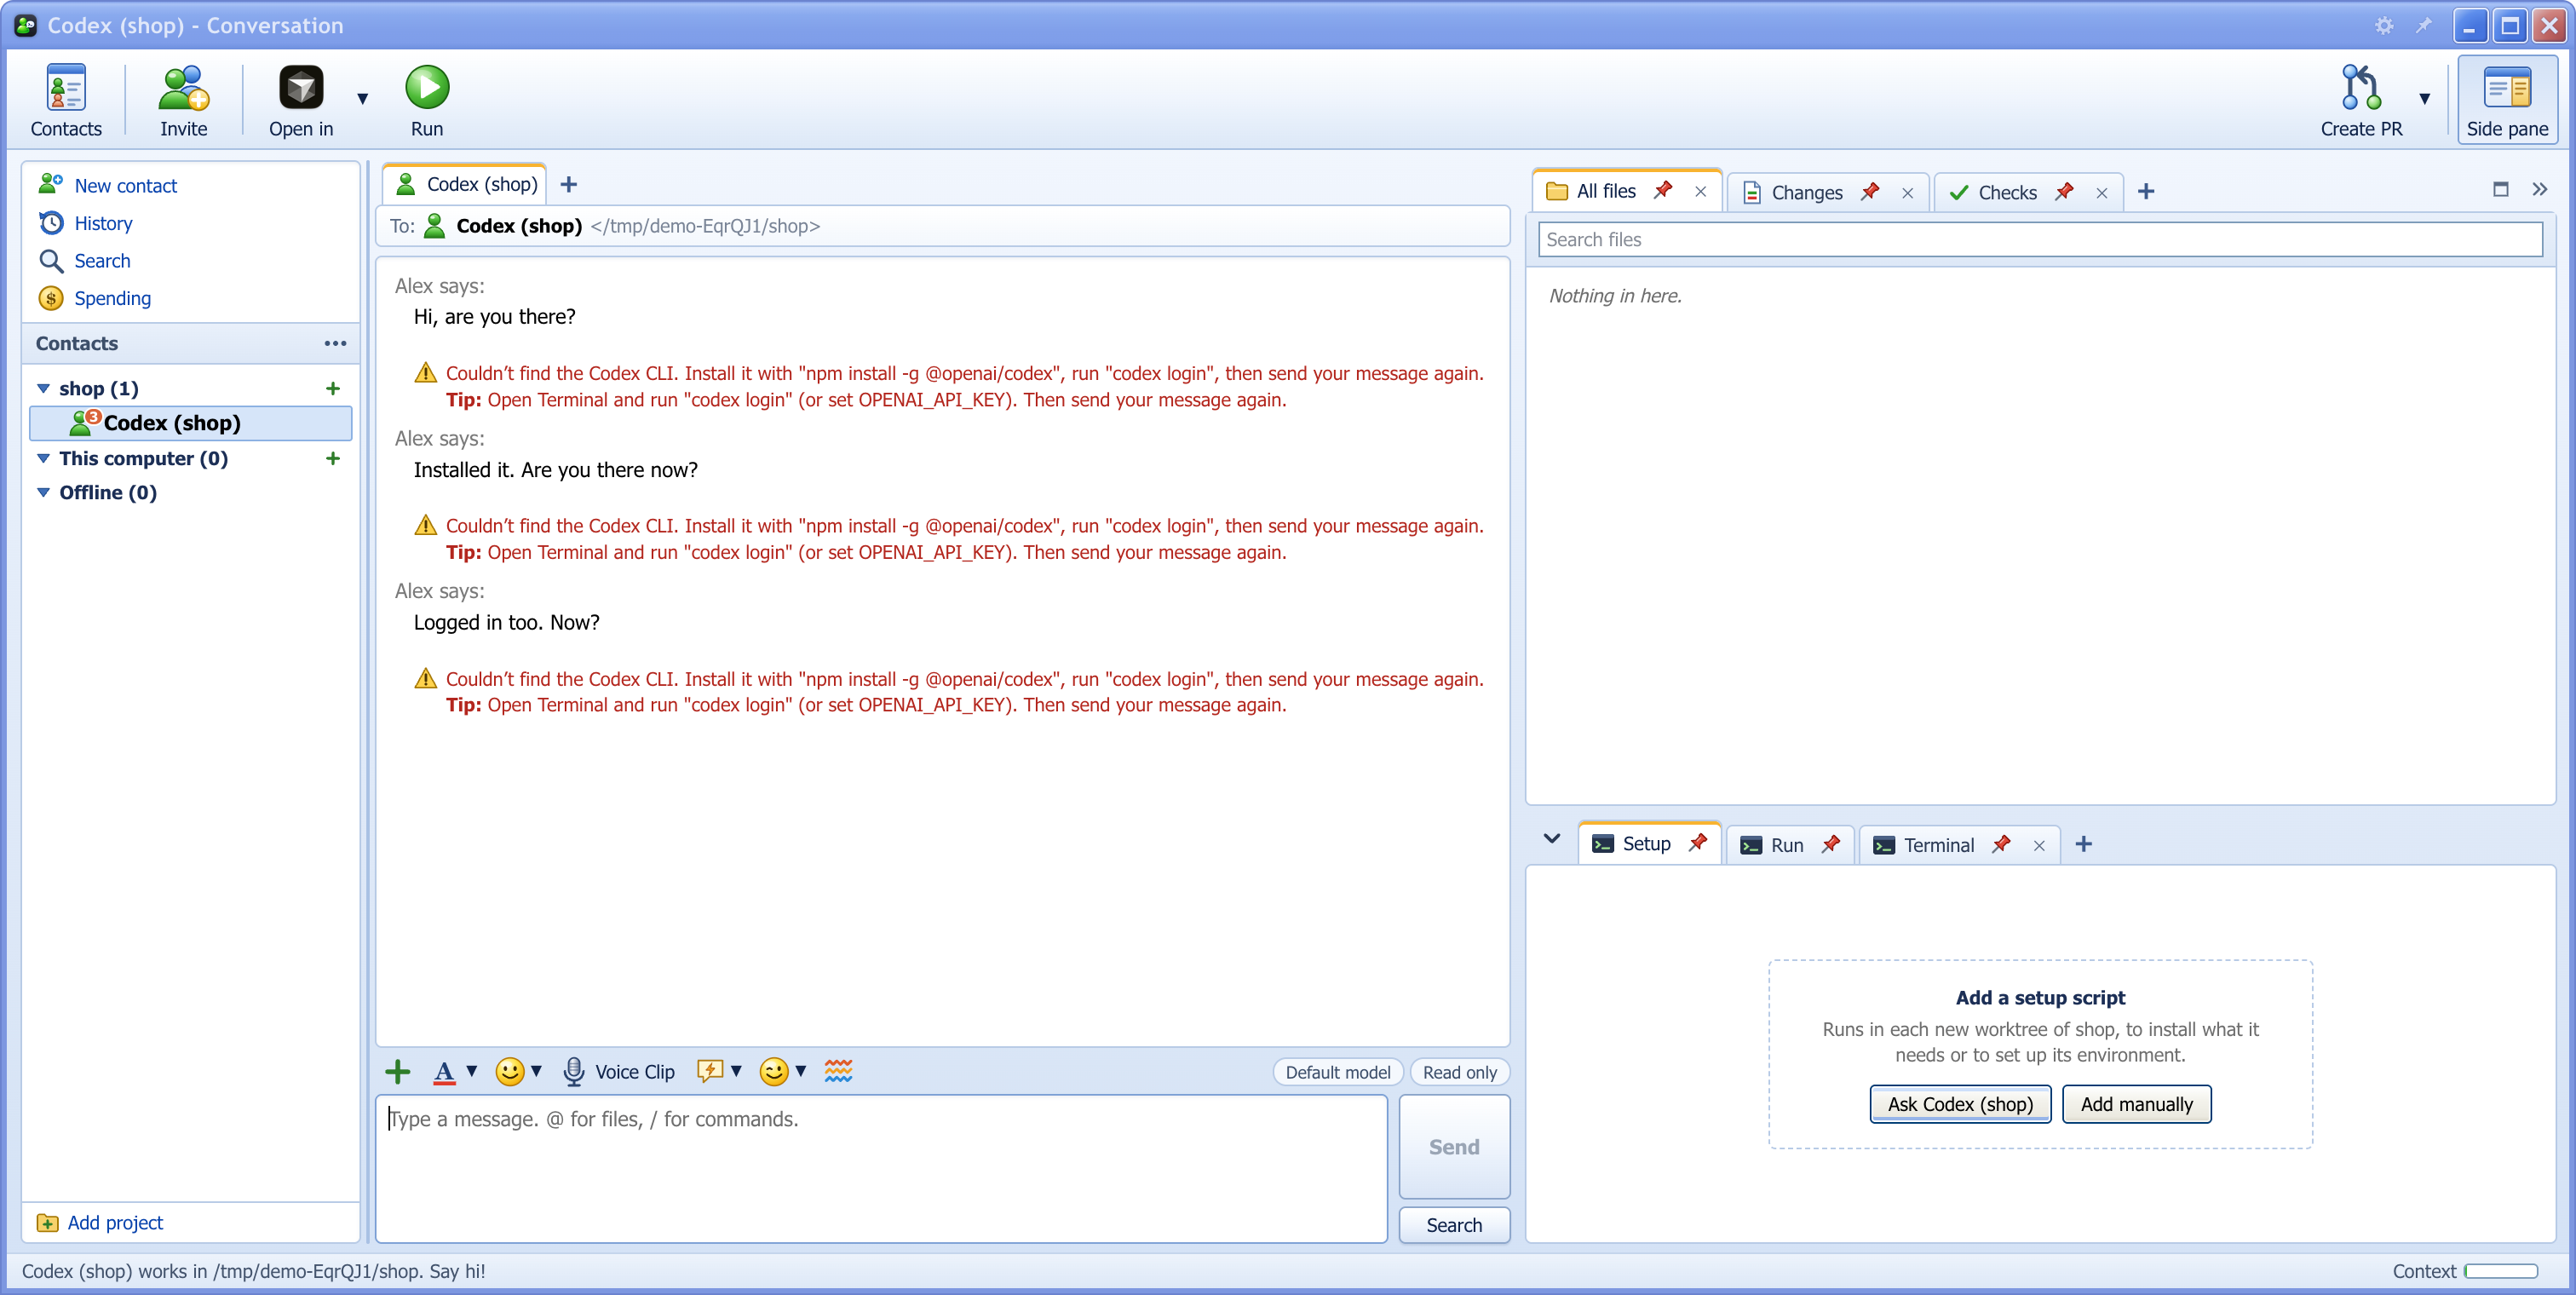 Codex (shop) - Conversation
Contacts
Invite
Open in
Run
Create PR
Side pane
New contact
History
Search
Spending
Contacts
shop (1)
3
Codex (shop)
This computer (0)
Offline (0)
Add project
Codex (shop)
To: Codex (shop) </tmp/demo-EqrQJ1/shop>
Alex says:
Hi, are you there?
Couldn't find the Codex CLI. Install it with "npm install -g @openai/codex", run "codex login", then send your message again.
Tip: Open Terminal and run "codex login" (or set OPENAI_API_KEY). Then send your message again.
Alex says:
Installed it. Are you there now?
Couldn't find the Codex CLI. Install it with "npm install -g @openai/codex", run "codex login", then send your message again.
Tip: Open Terminal and run "codex login" (or set OPENAI_API_KEY). Then send your message again.
Alex says:
Logged in too. Now?
Couldn't find the Codex CLI. Install it with "npm install -g @openai/codex", run "codex login", then send your message again.
Tip: Open Terminal and run "codex login" (or set OPENAI_API_KEY). Then send your message again.
A
Voice Clip
Default model
Read only
Type a message. @ for files, / for commands.
Send
Search
All files
Changes
Checks
Search files
Nothing in here.
Setup
Run
Terminal
Add a setup script
Runs in each new worktree of shop, to install what it
needs or to set up its environment.
Ask Codex (shop)
Add manually
Codex (shop) works in /tmp/demo-EqrQJ1/shop. Say hi!
Context